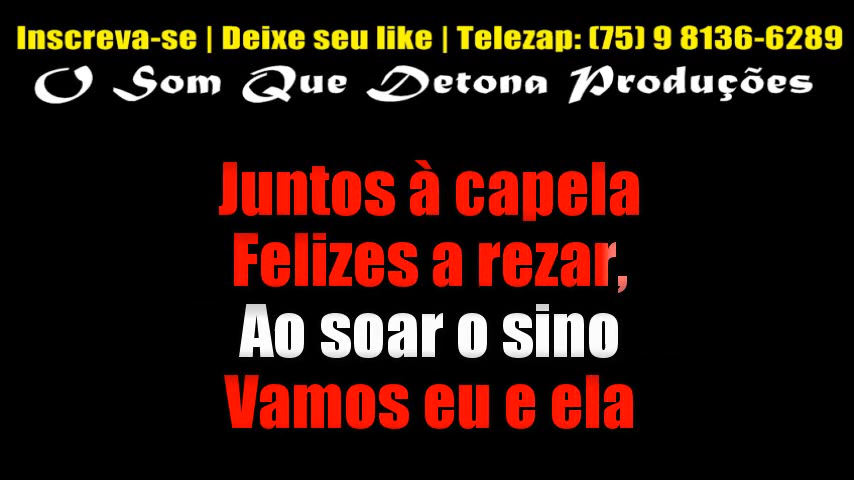 Inscreva-se | Deixe seu like | Telezap: (75) 9 8136-6289
O Som Que Detona Produções
Juntos à capela
Felizes a rezar,
Ao soar o sino
Vamos eu e ela